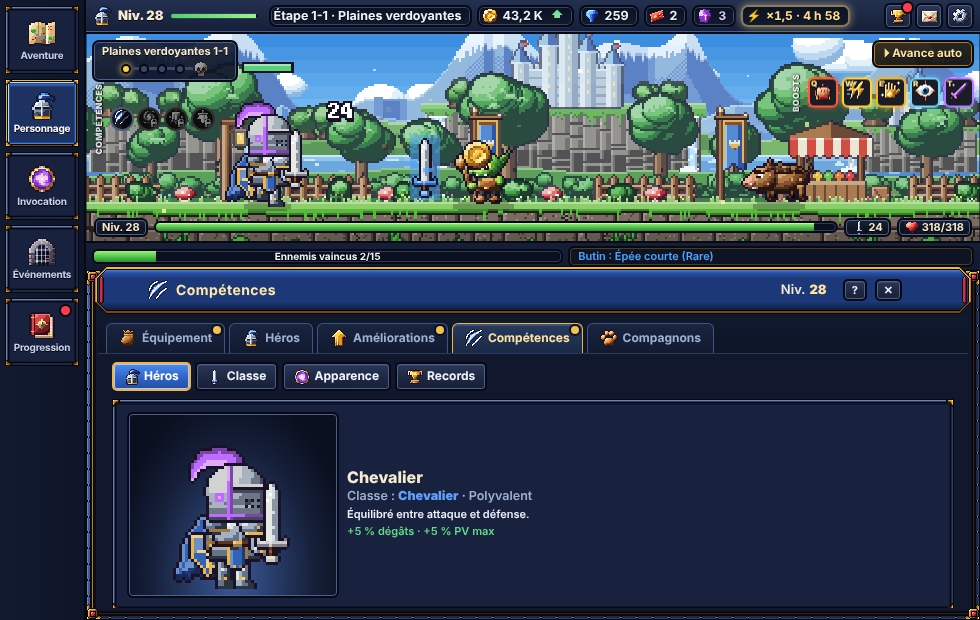 Niv. 28
Étape 1-1 · Plaines verdoyantes
43,2 K
259
2
3
×1,5 · 4 h 58
Aventure
Personnage
Invocation
Événements
Progression
Plaines verdoyantes 1-1
Avance auto
COMPÉTENCES
BOOSTS
24
Niv. 28
24
318/318
Ennemis vaincus 2/15
Butin : Épée courte (Rare)
Compétences
Niv. 28
?
×
Équipement
Héros
Améliorations
Compétences
Compagnons
Héros
Classe
Apparence
Records
Chevalier
Classe : Chevalier · Polyvalent
Équilibré entre attaque et défense.
+5 % dégâts · +5 % PV max